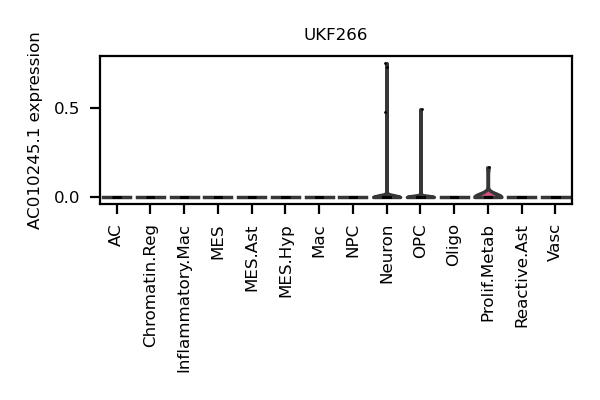 UKF266
AC010245.1 expression
0.5
0.0
AC
Chromatin.Reg
Inflammatory.Mac
MES
MES.Ast
MES.Hyp
Mac
NPC
Neuron
OPC
Oligo
Prolif.Metab
Reactive.Ast
Vasc